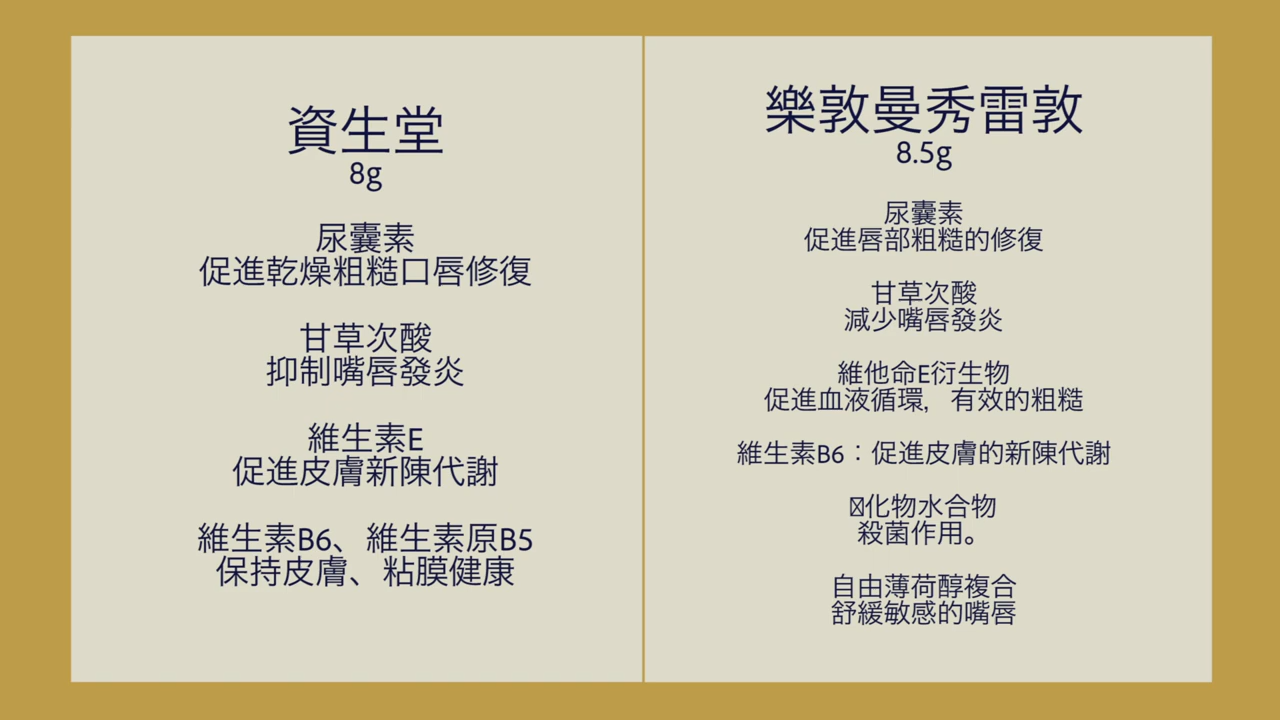 資生堂
8g
尿囊素
促進乾燥粗糙口唇修復
甘草次酸
抑制嘴唇發炎
維生素E
促進皮膚新陳代謝
維生素B6、維生素原B5
保持皮膚、粘膜健康
樂敦曼秀雷敦
8.5g
尿囊素
促進唇部粗糙的修復
甘草次酸
減少嘴唇發炎
維他命E衍生物
促進血液循環，有效的粗糙
維生素B6：促進皮膚的新陳代謝
化物水合物
殺菌作用。
自由薄荷醇複合
舒緩敏感的嘴唇